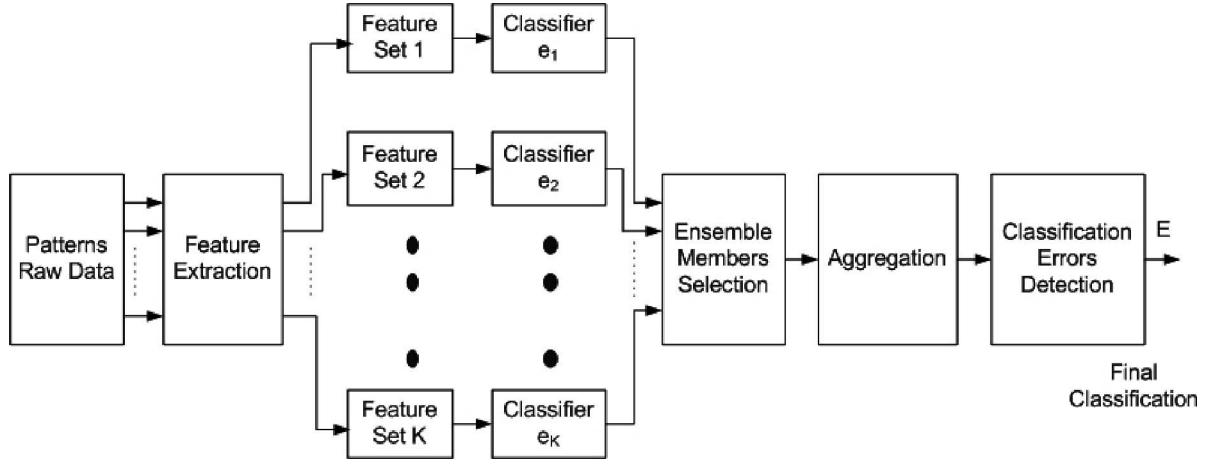 Patterns
Raw Data
Feature
Extraction
Feature
Set 1
Classifier
e₁
Feature
Set 2
Classifier
e₂
Feature
Set K
Classifier
eₖ
Ensemble
Members
Selection
Aggregation
Classification
Errors
Detection
E
Final
Classification